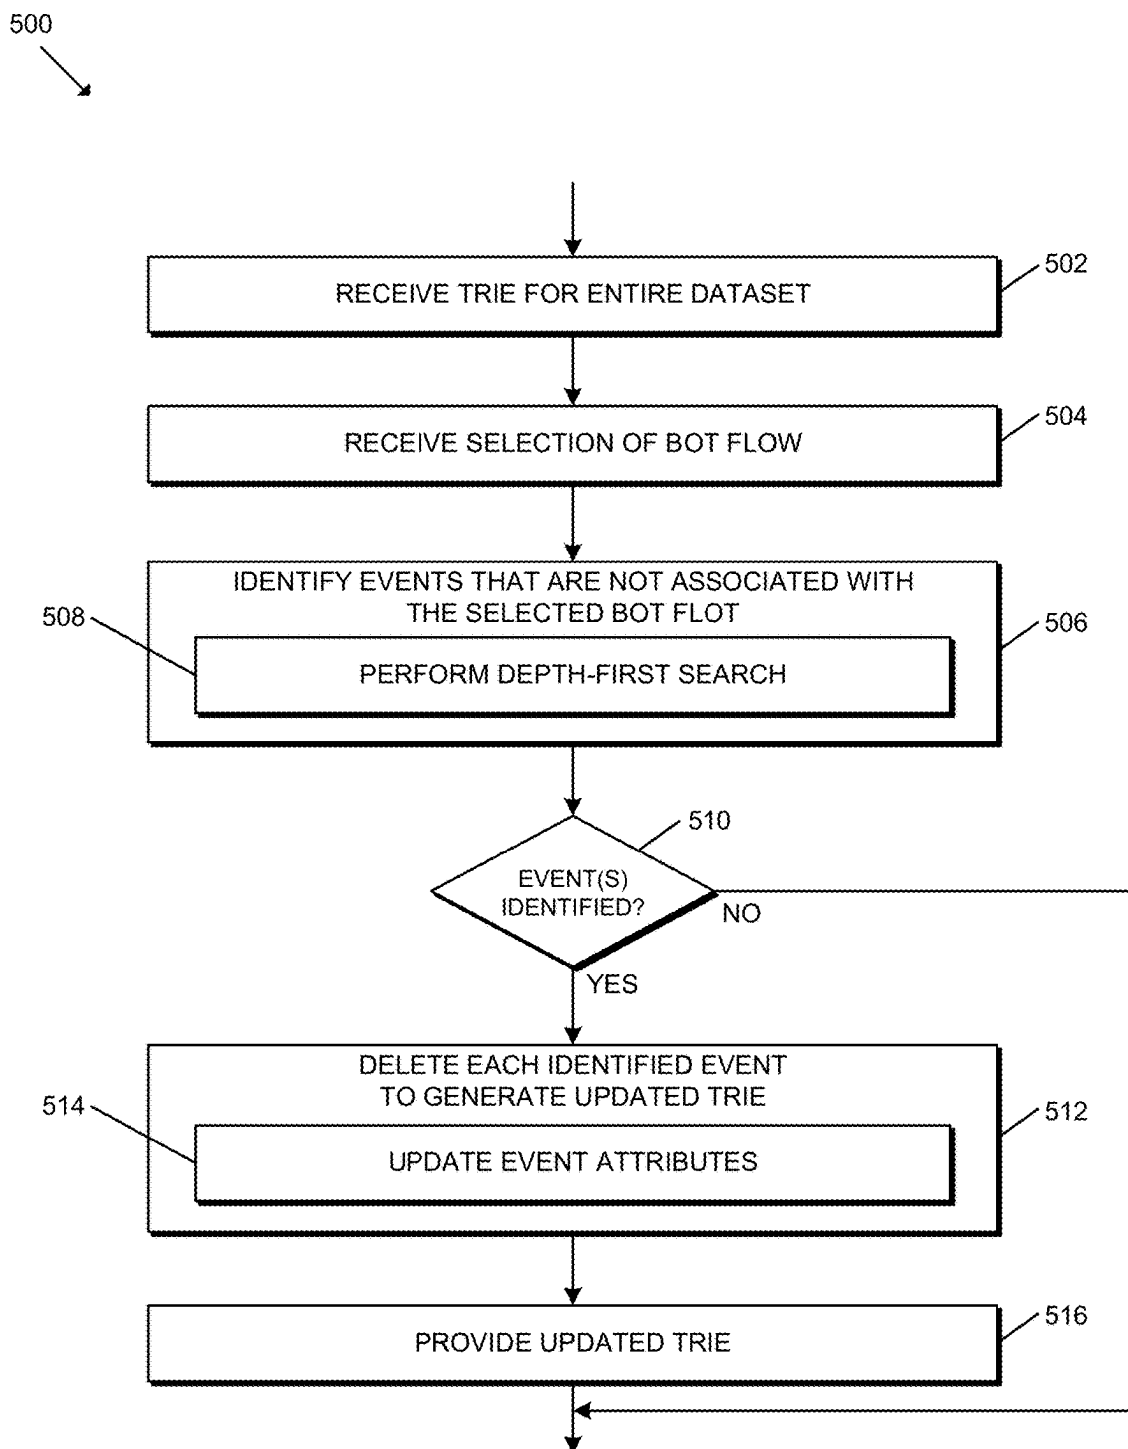 500
RECEIVE TRIE FOR ENTIRE DATASET
502
RECEIVE SELECTION OF BOT FLOW
504
IDENTIFY EVENTS THAT ARE NOT ASSOCIATED WITH
THE SELECTED BOT FLOT
506
508
PERFORM DEPTH-FIRST SEARCH
510
EVENT(S)
IDENTIFIED?
NO
YES
DELETE EACH IDENTIFIED EVENT
TO GENERATE UPDATED TRIE
512
514
UPDATE EVENT ATTRIBUTES
PROVIDE UPDATED TRIE
516